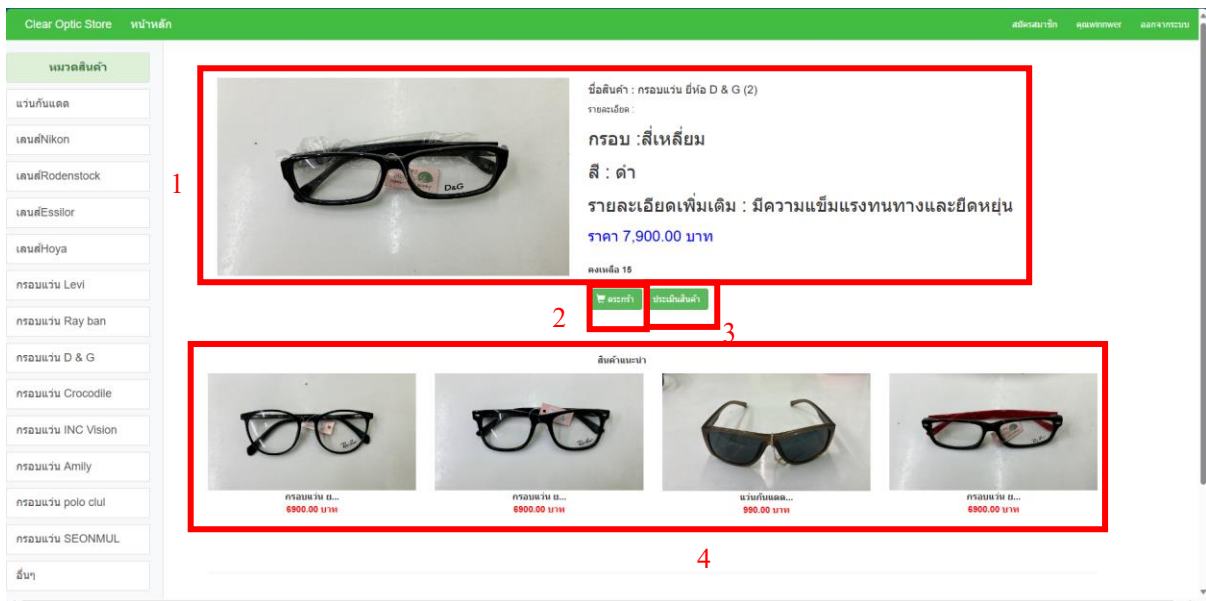 Clear Optic Store หน้าหลัก
สมัครสมาชิก คุณwinnwer ออกจากระบบ
หมวดสินค้า
แว่นกันแดด
เลนส์Nikon
เลนส์Rodenstock
เลนส์Essilor
เลนส์Hoya
กรอบแว่น Levi
กรอบแว่น Ray ban
กรอบแว่น D & G
กรอบแว่น Crocodile
กรอบแว่น INC Vision
กรอบแว่น Amily
กรอบแว่น polo clul
กรอบแว่น SEONMUL
อื่นๆ
1
D&G
ชื่อสินค้า : กรอบแว่น ยี่ห้อ D & G (2)
รายละเอียด :
กรอบ :สี่เหลี่ยม
สี : ดำ
รายละเอียดเพิ่มเติม : มีความแข็มแรงทนทางและยืดหยุ่น
ราคา 7,900.00 บาท
คงเหลือ 15
2
ตระกร้า
ประเมินสินค้า
3
สินค้าแนะนำ
กรอบแว่น ย...
6900.00 บาท
กรอบแว่น ย...
6900.00 บาท
แว่นกันแดด...
990.00 บาท
กรอบแว่น ย...
6900.00 บาท
4